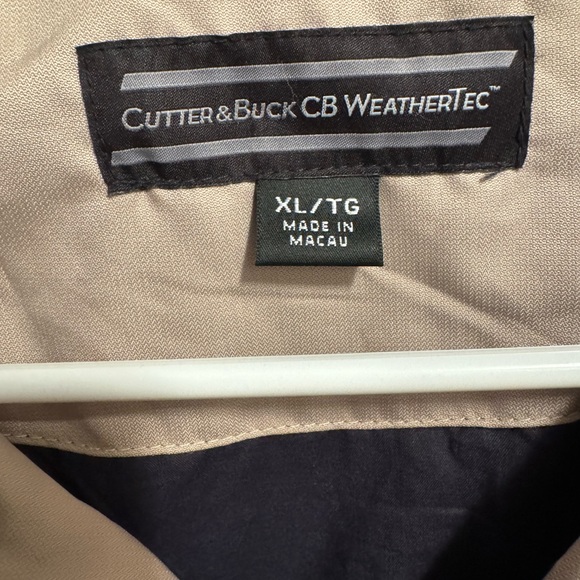 CUTTER & BUCK CB WEATHERTEC™
XL/TG
MADE IN
MACAU